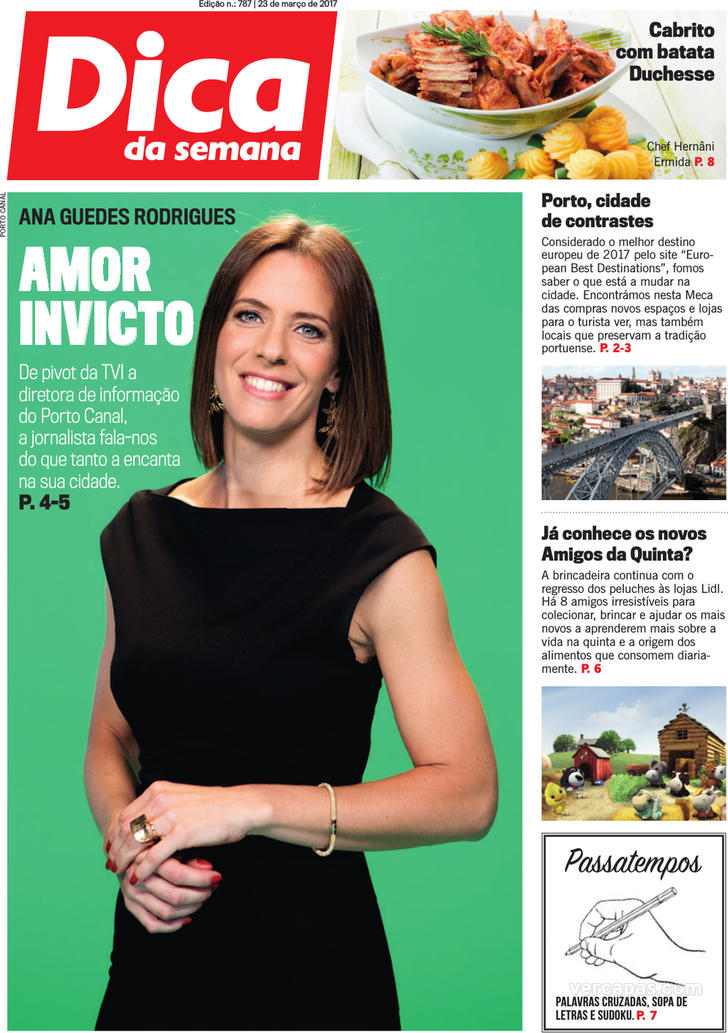 Edição n.: 787 | 23 de março de 2017
Dica
da semana
Cabrito
com batata
Duchesse
Chef Hernâni
Ermida P. 8
PORTO CANAL
ANA GUEDES RODRIGUES
AMOR
INVICTO
De pivot da TVI a
diretora de informação
do Porto Canal,
a jornalista fala-nos
do que tanto a encanta
na sua cidade.
P. 4-5
Porto, cidade
de contrastes
Considerado o melhor destino
europeu de 2017 pelo site “Euro-
pean Best Destinations”, fomos
saber o que está a mudar na
cidade. Encontrámos nesta Meca
das compras novos espaços e lojas
para o turista ver, mas também
locais que preservam a tradição
portuense. P. 2-3
Já conhece os novos
Amigos da Quinta?
A brincadeira continua com o
regresso dos peluches às lojas Lidl.
Há 8 amigos irresistíveis para
colecionar, brincar e ajudar os mais
novos a aprenderem mais sobre a
vida na quinta e a origem dos
alimentos que consomem diaria-
mente. P. 6
Passatempos
vercapas.com
PALAVRAS CRUZADAS, SOPA DE
LETRAS E SUDOKU. P. 7